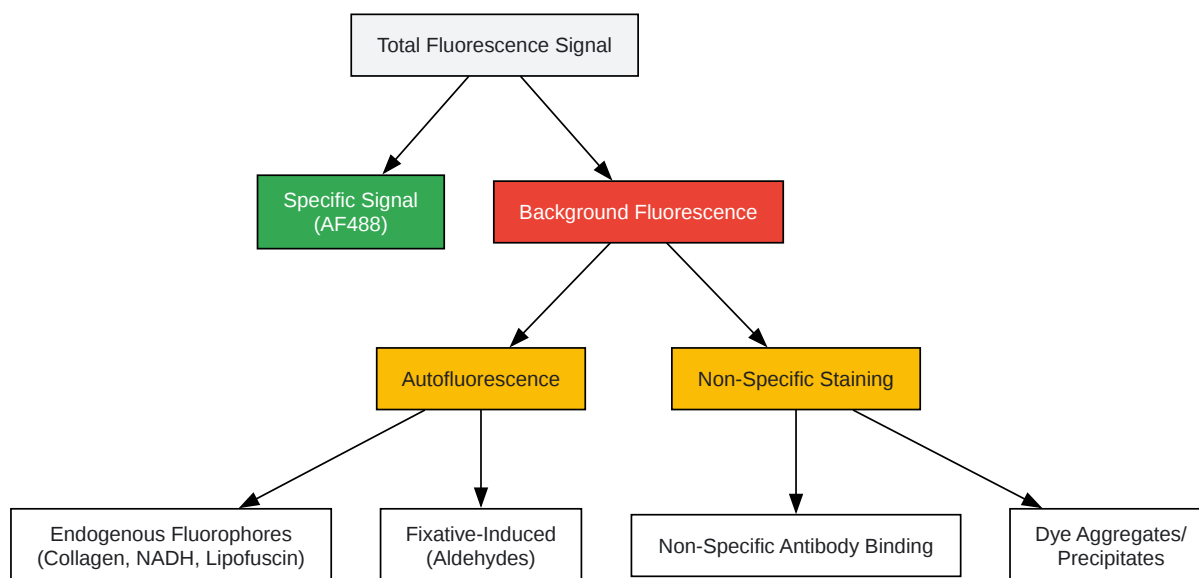 Total Fluorescence Signal
Specific Signal
(AF488)
Background Fluorescence
Autofluorescence
Non-Specific Staining
Endogenous Fluorophores
(Collagen, NADH, Lipofuscin)
Fixative-Induced
(Aldehydes)
Non-Specific Antibody Binding
Dye Aggregates/
Precipitates